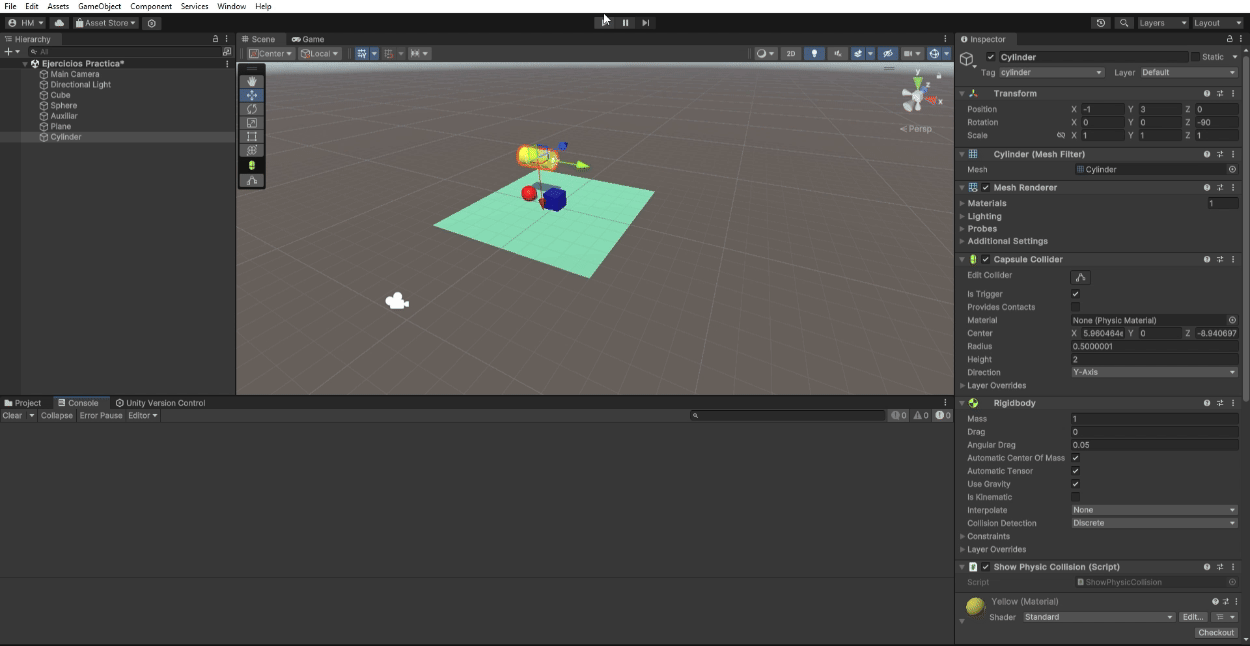 File Edit Assets GameObject Component Services Window Help
HM Asset Store Layers Layout
Hierarchy
All
Ejercicios Practica*
Main Camera
Directional Light
Cube
Sphere
Auxiliar
Plane
Cylinder
Scene Game
Center Local 2D
y
z
x
Persp
Project Console Unity Version Control
Clear Collapse Error Pause Editor 0 0 0
Inspector
Cylinder Static
Tag cylinder Layer Default
Transform
Position X -1 Y 3 Z 0
Rotation X 0 Y 0 Z -90
Scale X 1 Y 1 Z 1
Cylinder (Mesh Filter)
Mesh Cylinder
Mesh Renderer
Materials 1
Lighting
Probes
Additional Settings
Capsule Collider
Edit Collider
Is Trigger
Provides Contacts
Material None (Physic Material)
Center X 5.960464e Y 0 Z -8.940697
Radius 0.5000001
Height 2
Direction Y-Axis
Layer Overrides
Rigidbody
Mass 1
Drag 0
Angular Drag 0.05
Automatic Center Of Mass
Automatic Tensor
Use Gravity
Is Kinematic
Interpolate None
Collision Detection Discrete
Constraints
Layer Overrides
Show Physic Collision (Script)
Script ShowPhysicCollision
Yellow (Material)
Shader Standard Edit...
Checkout